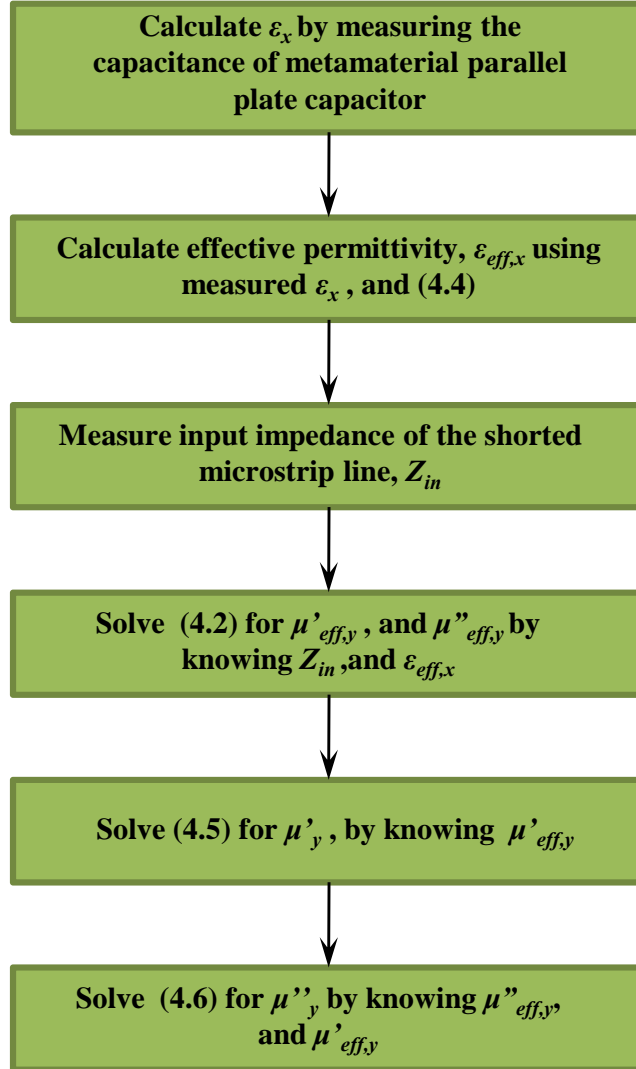 Calculate εx by measuring the
capacitance of metamaterial parallel
plate capacitor
Calculate effective permittivity, εeff,x using
measured εx , and (4.4)
Measure input impedance of the shorted
microstrip line, Zin
Solve (4.2) for μ’eff,y , and μ”eff,y by
knowing Zin ,and εeff,x
Solve (4.5) for μ’y , by knowing μ’eff,y
Solve (4.6) for μ’’y by knowing μ”eff,y,
and μ’eff,y